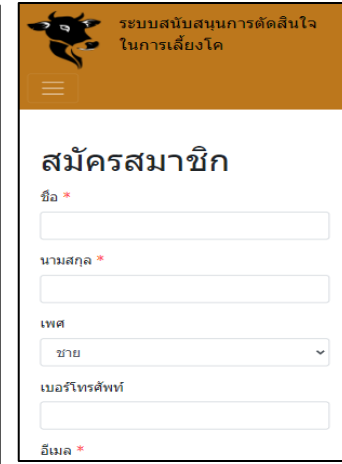 ระบบสนับสนุนการตัดสินใจ
ในการเลี้ยงโค
สมัครสมาชิก
ชื่อ *
นามสกุล *
เพศ
ชาย
เบอร์โทรศัพท์
อีเมล *